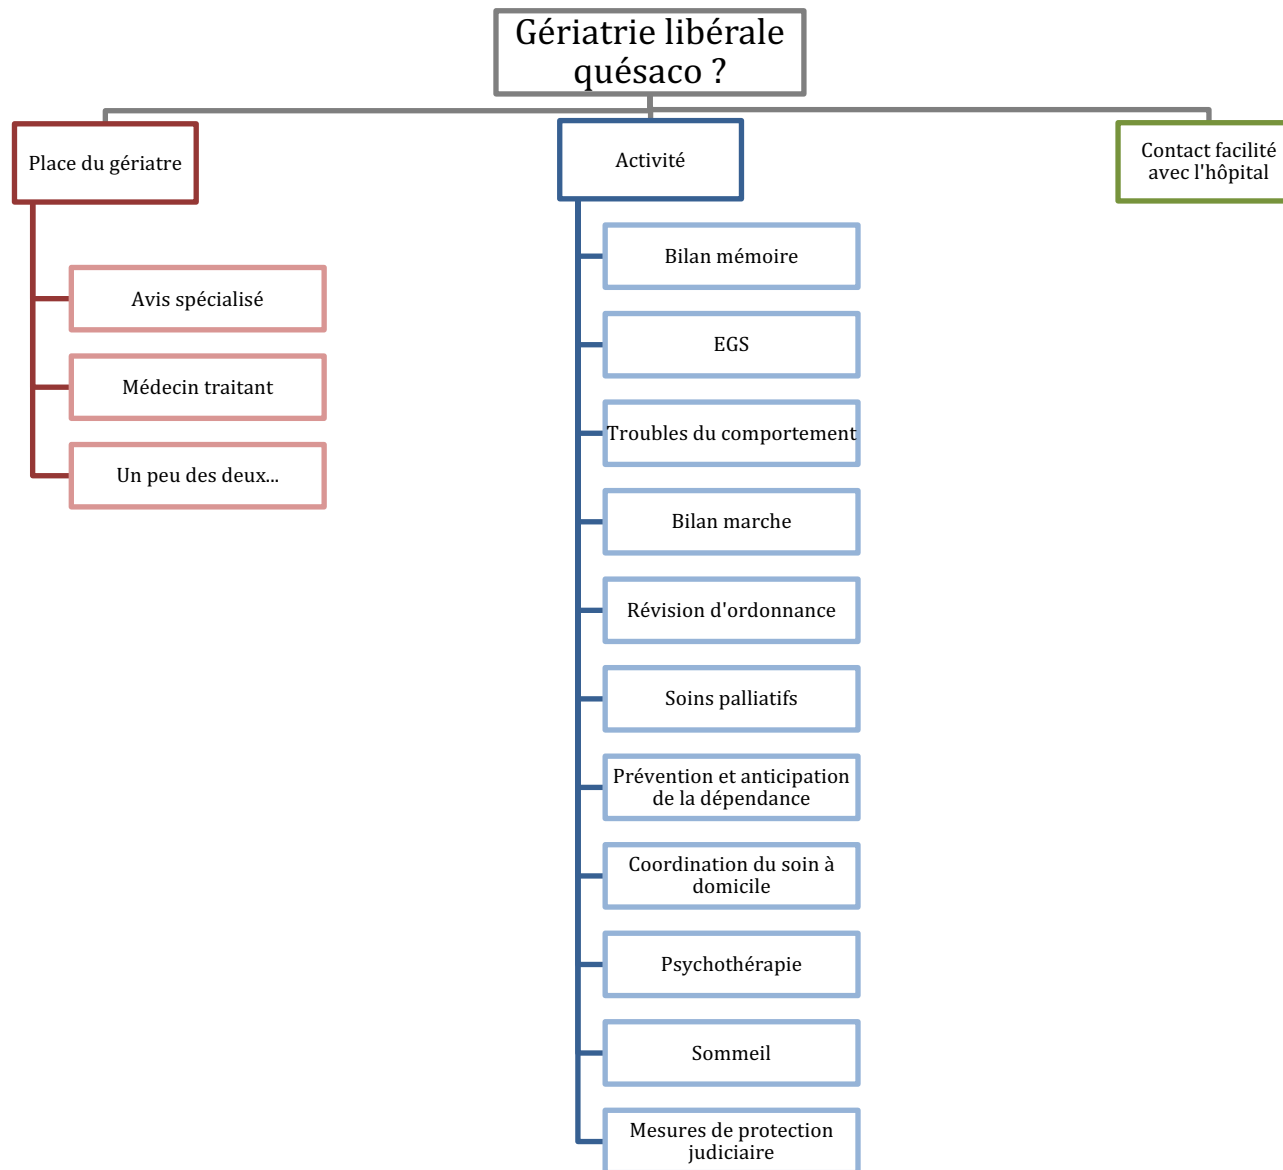 Gériatrie libérale
quésaco ?
Place du gériatre
Avis spécialisé
Médecin traitant
Un peu des deux...
Activité
Bilan mémoire
EGS
Troubles du comportement
Bilan marche
Révision d'ordonnance
Soins palliatifs
Prévention et anticipation
de la dépendance
Coordination du soin à
domicile
Psychothérapie
Sommeil
Mesures de protection
judiciaire
Contact facilité
avec l'hôpital